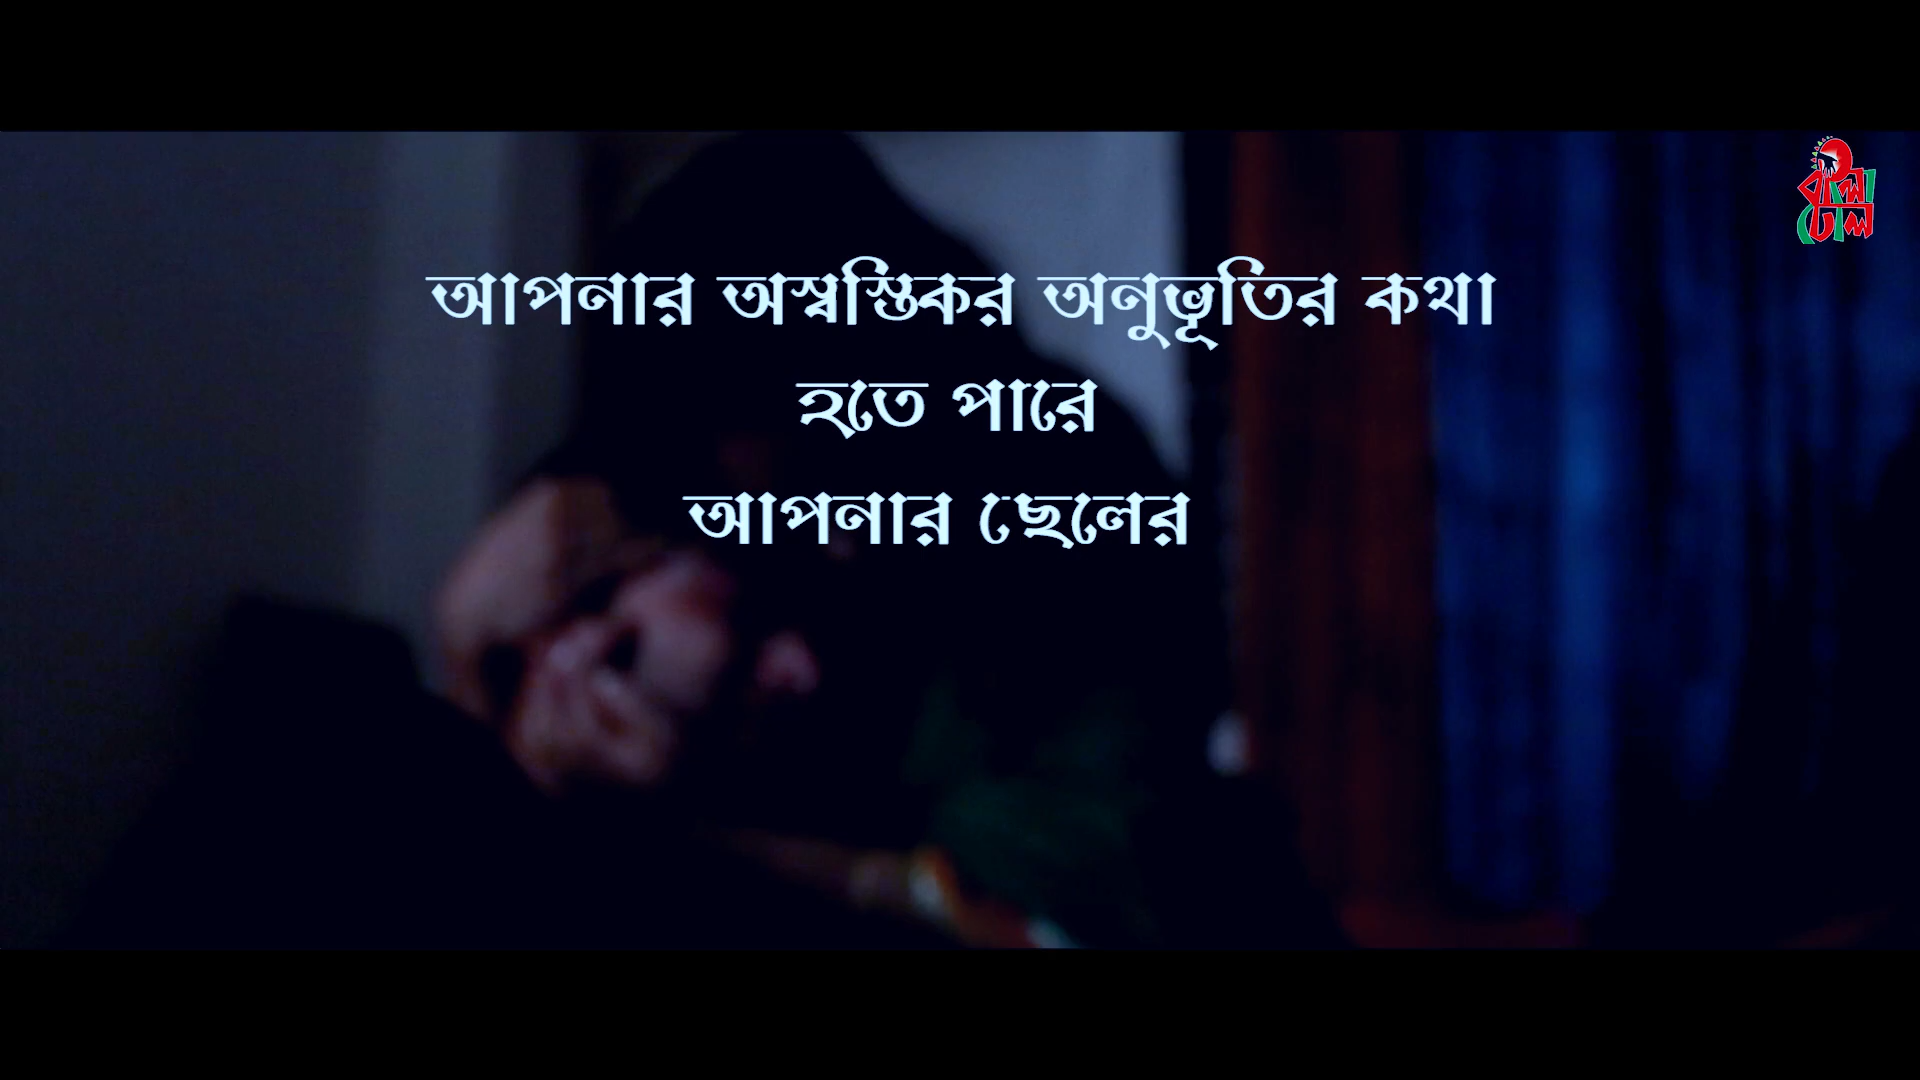 আপনার অস্বস্তিকর অনুভূতির কথা
হতে পারে
আপনার ছেলের
বাংলা
ঢোল